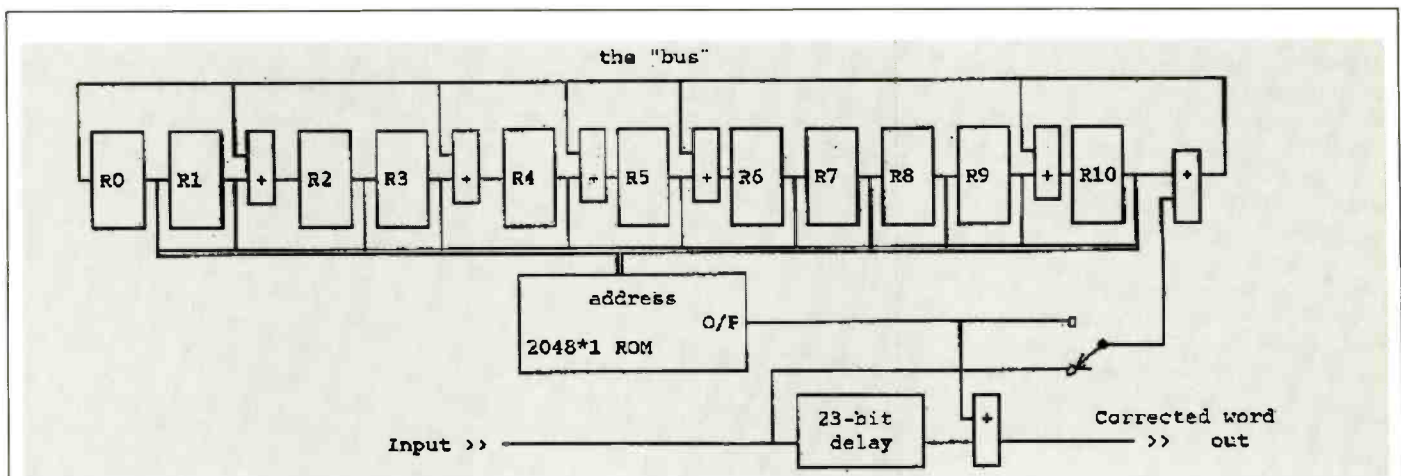 the "bus"
R0 R1 + R2 R3 + R4 + R5 + R6 R7 R8 R9 + R10 +
address
O/P
2048*1 ROM
23-bit
delay
+
Input >>
Corrected word
>> out